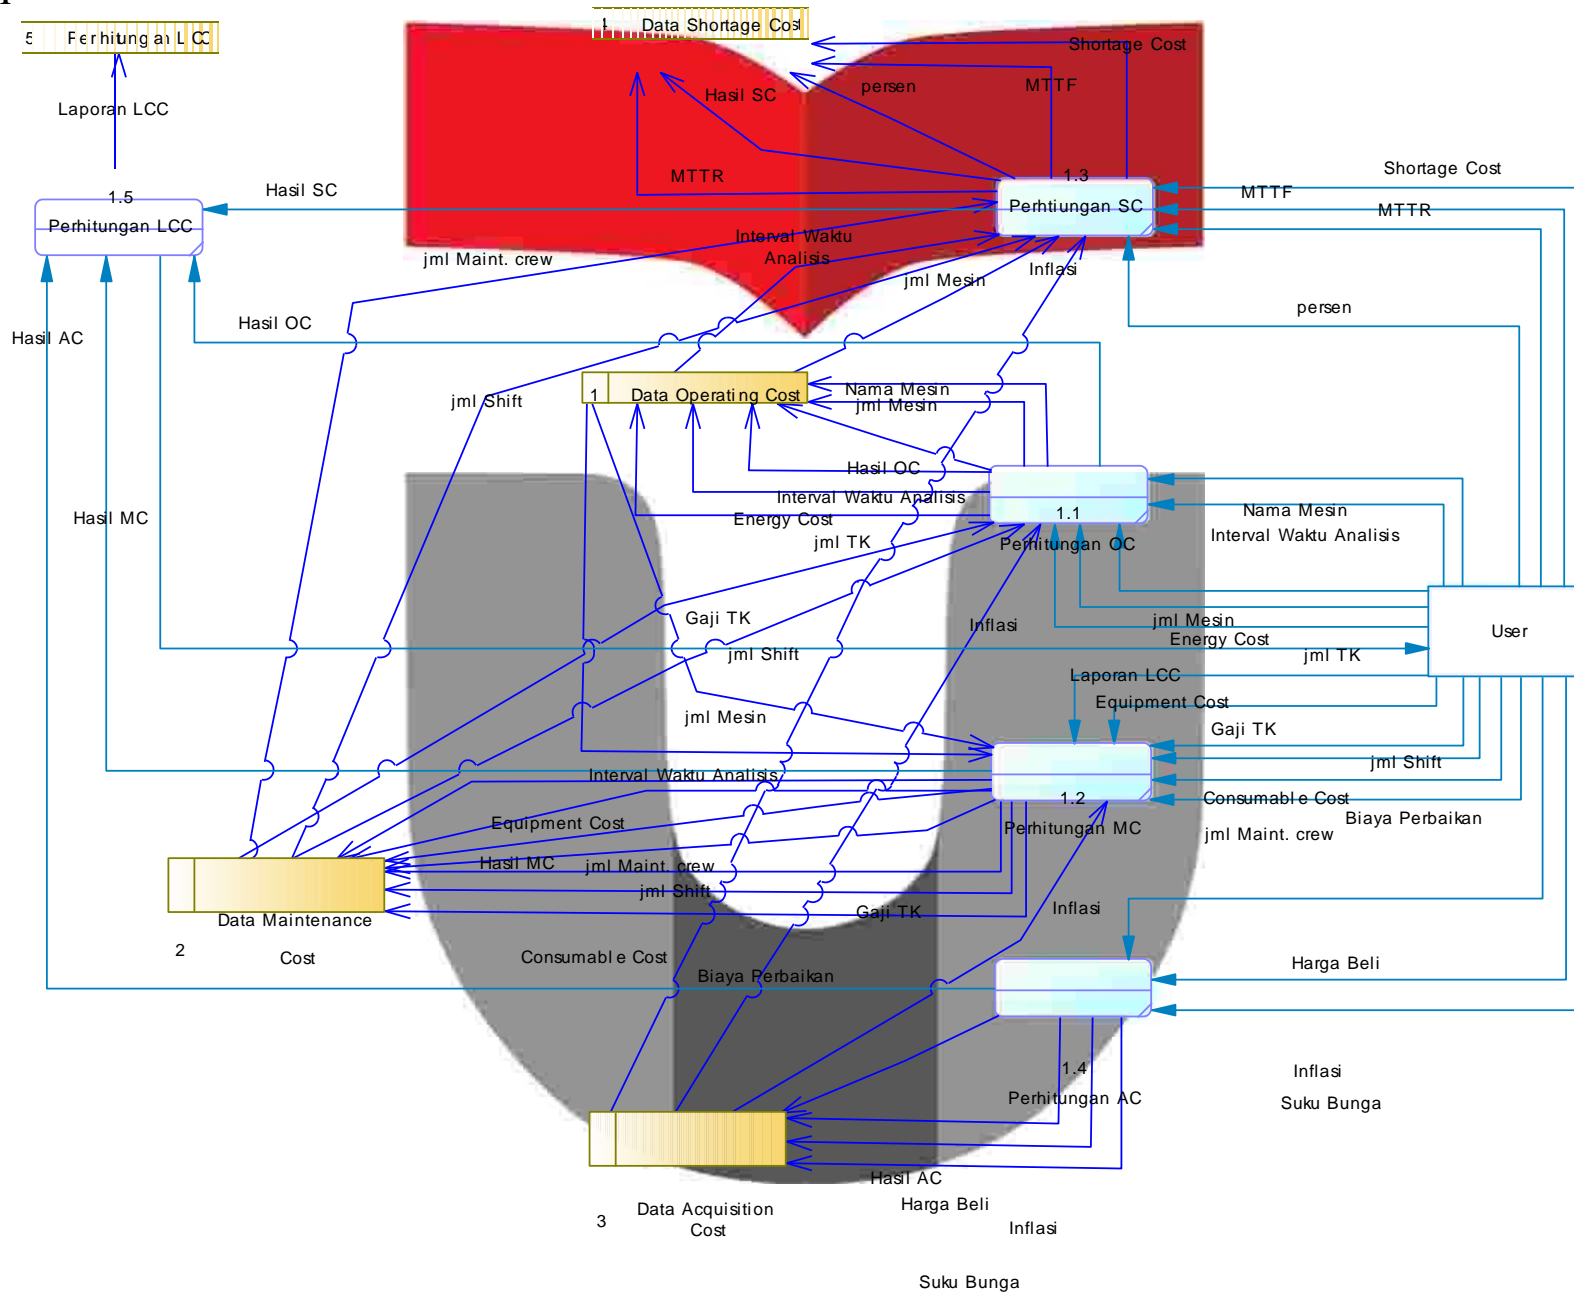 Data Shortage Cost
5 Perhitungan LCC
Shortage Cost
persen
MTTF
Hasil SC
Laporan LCC
MTTR
1.3
Shortage Cost
Hasil SC
MTTF
1.5
Perhtiungan SC
MTTR
Perhitungan LCC
Interval Waktu
Analisis
jml Maint. crew
Inflasi
jml Mesin
persen
Hasil OC
Hasil AC
Nama Mesin
1
Data Operating Cost
jml Shift
jml Mesin
Hasil OC
Interval Waktu Analisis
Hasil MC
Energy Cost
1.1
Nama Mesin
Interval Waktu Analisis
jml TK
Perhitungan OC
Gaji TK
Inflasi
jml Mesin
User
Energy Cost
jml Shift
jml TK
Laporan LCC
Equipment Cost
jml Mesin
Gaji TK
jml Shift
Interval Waktu Analisis
1.2
Consumable Cost
Equipment Cost
Perhitungan MC
Biaya Perbaikan
jml Maint. crew
Hasil MC
jml Maint. crew
jml Shift
Gaji TK
Inflasi
Data Maintenance
2
Cost
Consumable Cost
Harga Beli
Biaya Perbaikan
1.4
Inflasi
Perhitungan AC
Suku Bunga
Hasil AC
Data Acquisition
Harga Beli
3
Cost
Inflasi
Suku Bunga